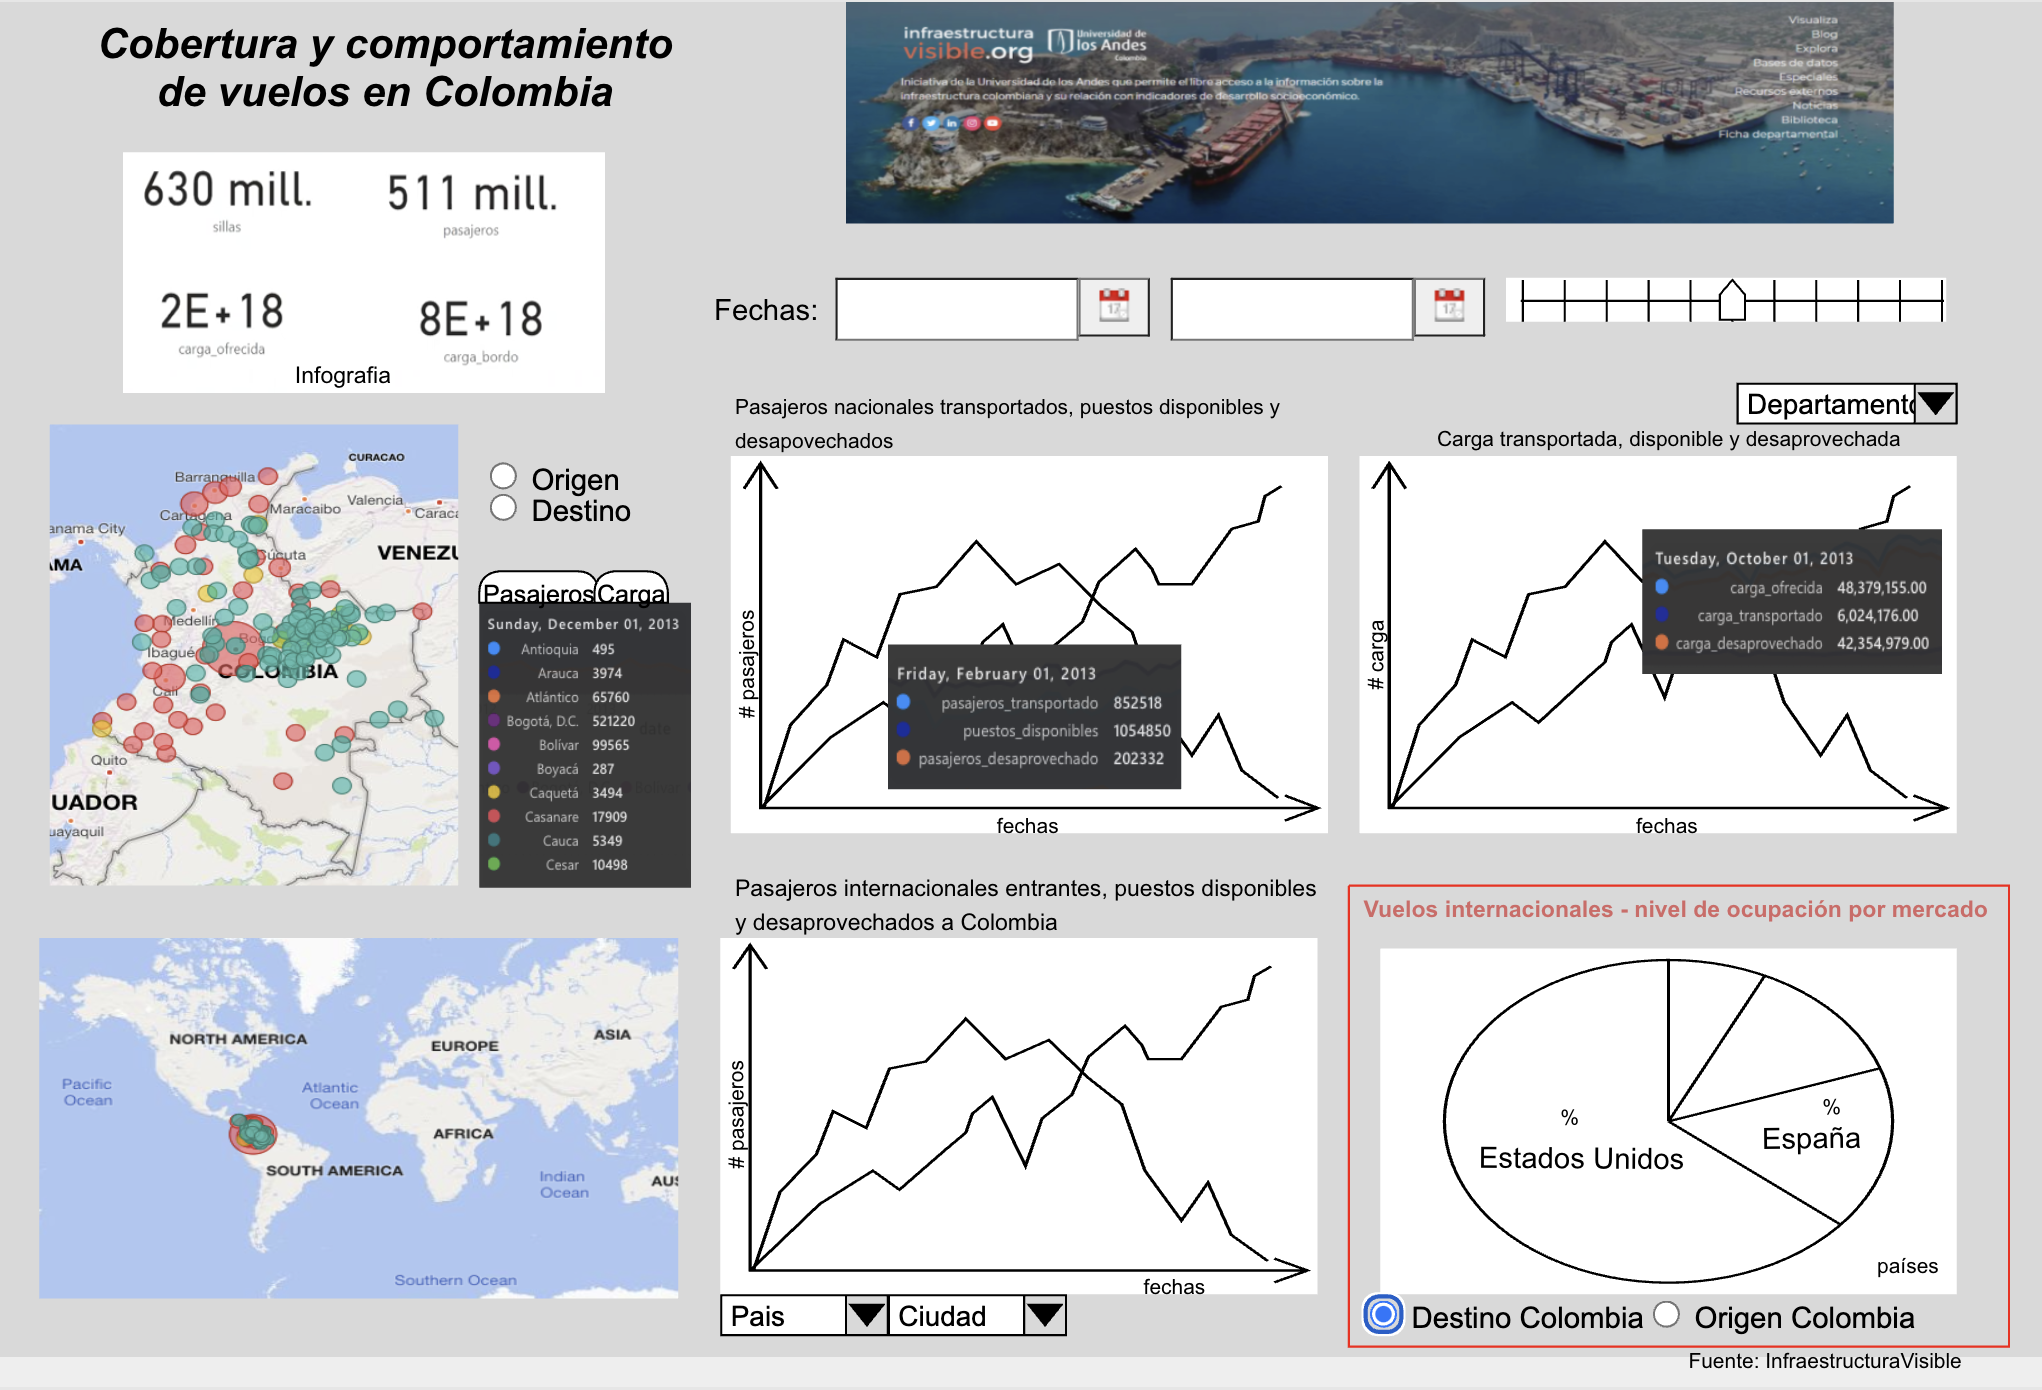 Cobertura y comportamiento
de vuelos en Colombia
infraestructura
visible.org
Universidad de
los Andes
Colombia
Iniciativa de la Universidad de los Andes que permite el libre acceso a la información sobre la
infraestructura colombiana y su relación con indicadores de desarrollo socioeconómico.
Visualiza
Blog
Explora
Bases de datos
Especiales
Recursos externos
Noticias
Biblioteca
Ficha departamental
630 mill.
sillas
511 mill.
pasajeros
2E+18
carga_ofrecida
8E+18
carga_bordo
Infografia
Fechas:
17
17
Departamento
Pasajeros nacionales transportados, puestos disponibles y
desapovechados
Carga transportada, disponible y desaprovechada
CURACAO
Barranquilla
Valencia
Maracaibo
Caraca
Cartagena
anama City
AMA
Cúcuta
VENEZU
Medellín
Bogo
Ibagué
COLOMBIA
Cali
Quito
UADOR
uayaquil
Origen
Destino
Pasajeros
Carga
Sunday, December 01, 2013
Antioquia 495
Arauca 3974
Atlántico 65760
Bogotá, D.C. 521220
Bolívar 99565
Boyacá 287
Caquetá 3494
Casanare 17909
Cauca 5349
Cesar 10498
date
# pasajeros
Friday, February 01, 2013
pasajeros_transportado 852518
puestos_disponibles 1054850
pasajeros_desaprovechado 202332
fechas
# carga
Tuesday, October 01, 2013
carga_ofrecida 48,379,155.00
carga_transportado 6,024,176.00
carga_desaprovechado 42,354,979.00
fechas
NORTH AMERICA
EUROPE
ASIA
Pacific
Ocean
Atlantic
Ocean
AFRICA
SOUTH AMERICA
Indian
Ocean
AUS
Southern Ocean
Pasajeros internacionales entrantes, puestos disponibles
y desaprovechados a Colombia
# pasajeros
fechas
Pais
Ciudad
Vuelos internacionales - nivel de ocupación por mercado
%
Estados Unidos
%
España
países
Destino Colombia
Origen Colombia
Fuente: InfraestructuraVisible